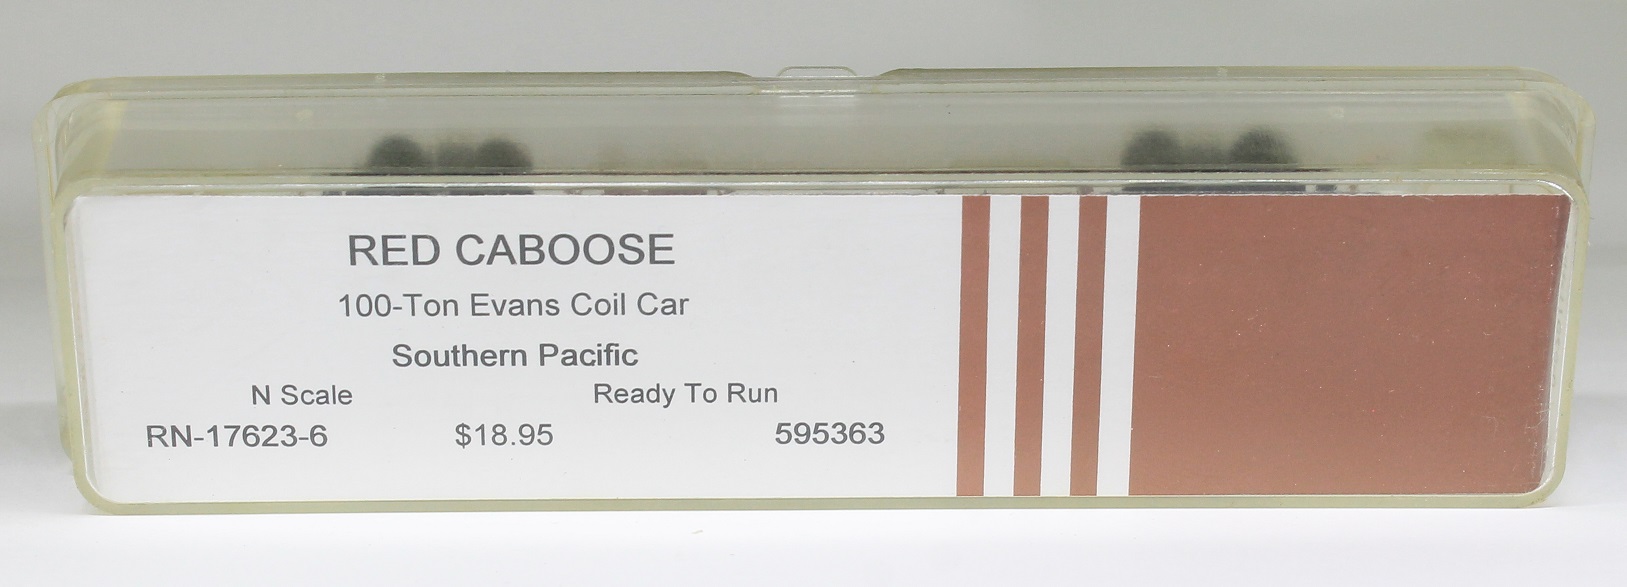 RED CABOOSE
100-Ton Evans Coil Car
Southern Pacific
N Scale Ready To Run
RN-17623-6 $18.95 595363